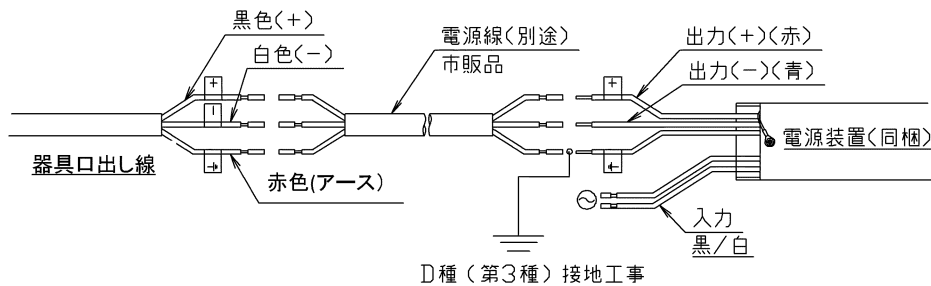 黒色(+)
白色(-)
電源線(別途)
市販品
出力(+)(赤)
出力(-)(青)
+
-
+
器具口出し線
赤色(アース)
電源装置(同梱)
入力
黒/白
D種(第3種)接地工事